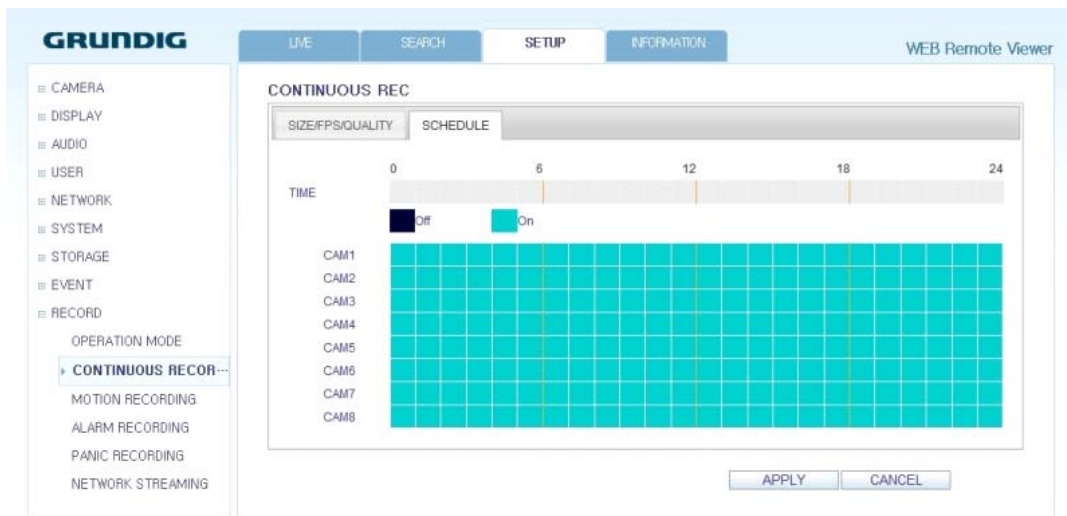 GRUNDIG
LIVE SEARCH SETUP INFORMATION
WEB Remote Viewer
CAMERA
DISPLAY
AUDIO
USER
NETWORK
SYSTEM
STORAGE
EVENT
RECORD
OPERATION MODE
CONTINUOUS RECOR···
MOTION RECORDING
ALARM RECORDING
PANIC RECORDING
NETWORK STREAMING
CONTINUOUS REC
SIZE/FPS/QUALITY SCHEDULE
0 6 12 18 24
TIME
Off On
CAM1
CAM2
CAM3
CAM4
CAM5
CAM6
CAM7
CAM8
APPLY CANCEL